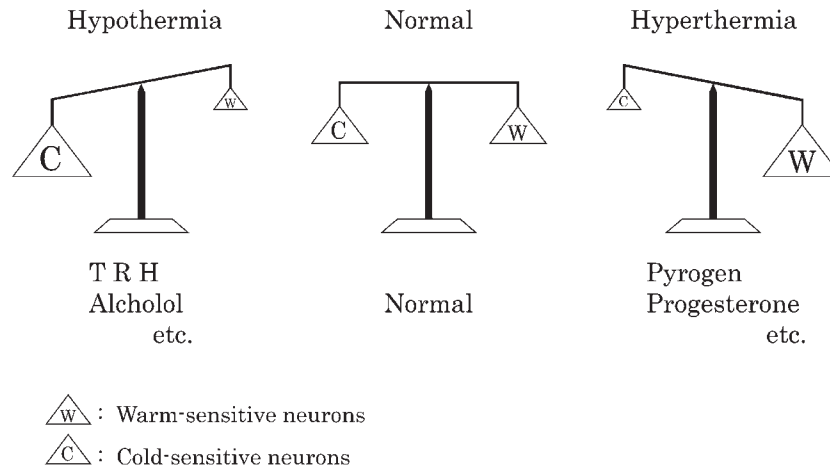 Hypothermia Normal Hyperthermia
C W C W C W
T R H
Alcholol
etc.
Normal
Pyrogen
Progesterone
etc.
W : Warm-sensitive neurons
C : Cold-sensitive neurons